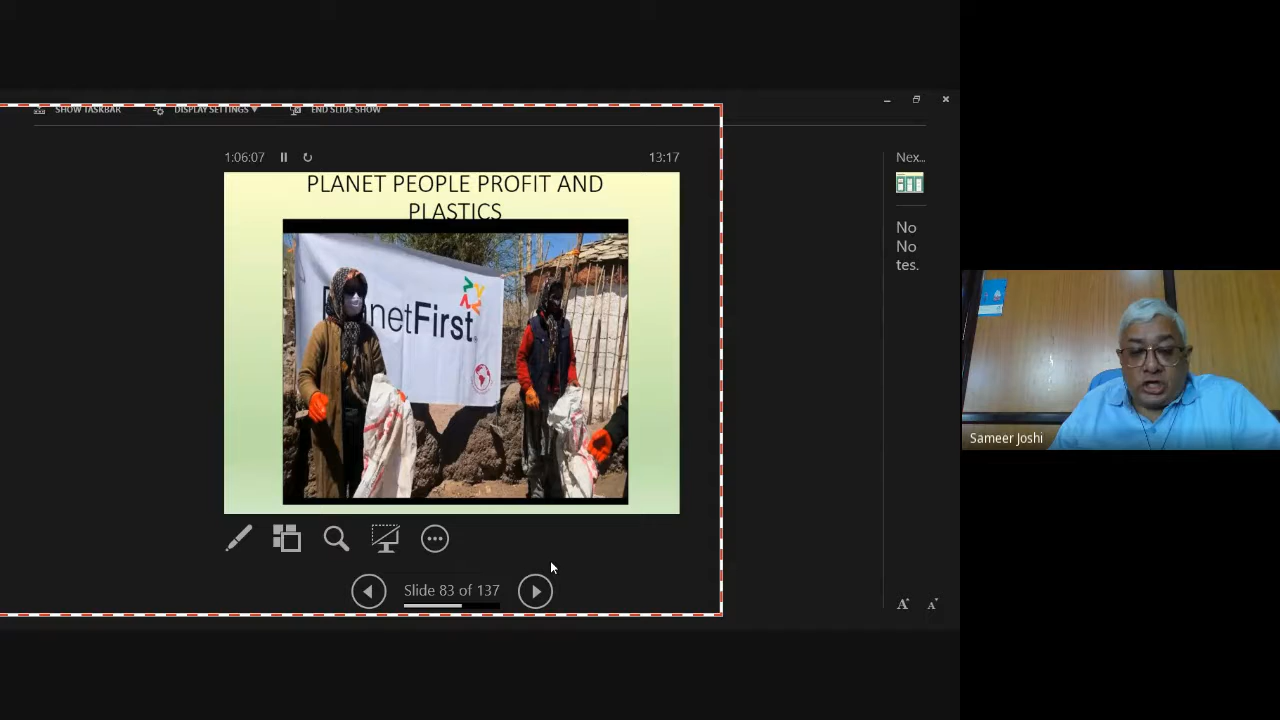 SHOW TASKBAR
DISPLAY SETTINGS
END SLIDE SHOW
1:06:07
13:17
Nex...
PLANET PEOPLE PROFIT AND
PLASTICS
netFirst
No
No
tes.
Sameer Joshi
Slide 83 of 137
A
A